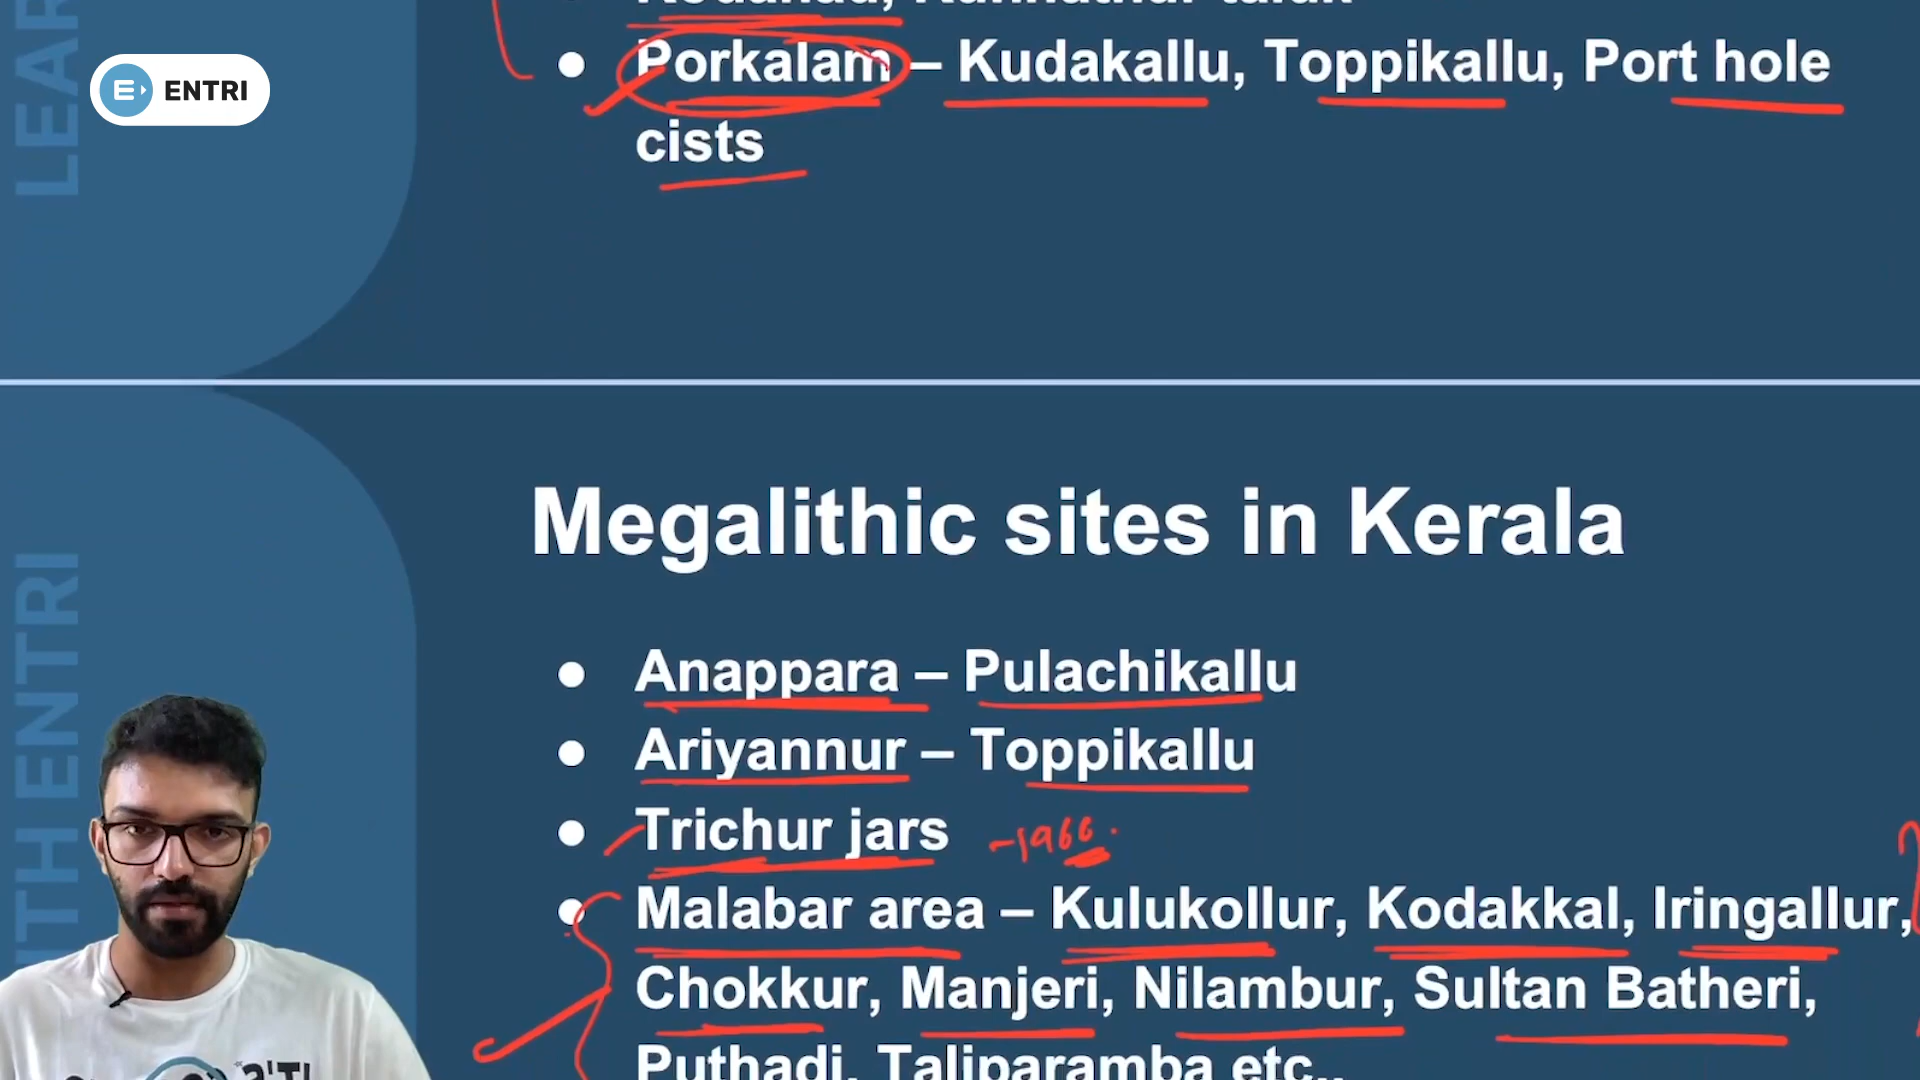 ENTRI
Porkalam – Kudakallu, Toppikallu, Port hole
cists
Megalithic sites in Kerala
Anappara – Pulachikallu
Ariyannur – Toppikallu
Trichur jars ~1966.
Malabar area – Kulukollur, Kodakkal, Iringallur,
Chokkur, Manjeri, Nilambur, Sultan Batheri,
Puthadi, Taliparamba etc..
ENTRI